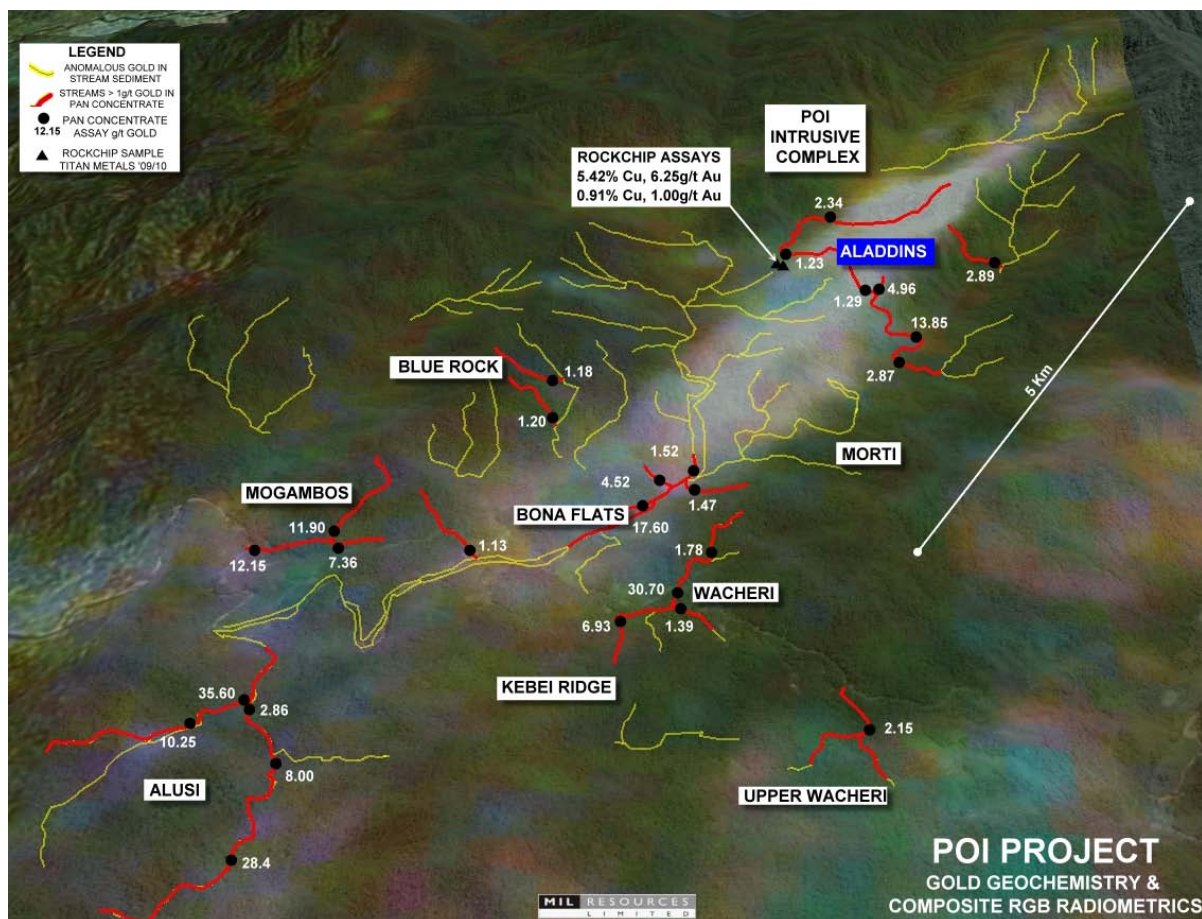 LEGEND
ANOMALOUS GOLD IN
STREAM SEDIMENT
STREAMS > 1g/t GOLD IN
PAN CONCENTRATE
PAN CONCENTRATE
12.15 ASSAY g/t GOLD
ROCKCHIP SAMPLE
TITAN METALS '09/10
POI
INTRUSIVE
COMPLEX
ROCKCHIP ASSAYS
5.42% Cu, 6.25g/t Au
0.91% Cu, 1.00g/t Au
2.34
1.23
ALADDINS
2.89
1.29
4.96
13.85
2.87
5 Km
BLUE ROCK
1.18
1.20
MORTI
1.52
4.52
1.47
BONA FLATS
17.60
MOGAMBOS
11.90
12.15
7.36
1.13
1.78
30.70
WACHERI
6.93
1.39
KEBEI RIDGE
35.60
2.86
10.25
8.00
ALUSI
28.4
2.15
UPPER WACHERI
POI PROJECT
GOLD GEOCHEMISTRY &
COMPOSITE RGB RADIOMETRICS
MIL RESOURCES
LIMITED